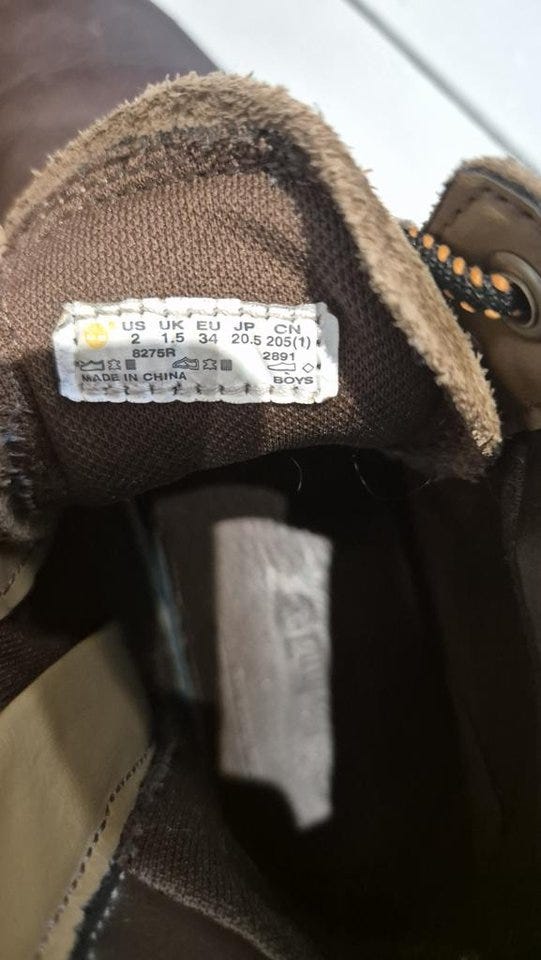 US UK EU JP CN
2 1.5 34 20.5 205(1)
8275R 2891
MADE IN CHINA BOYS